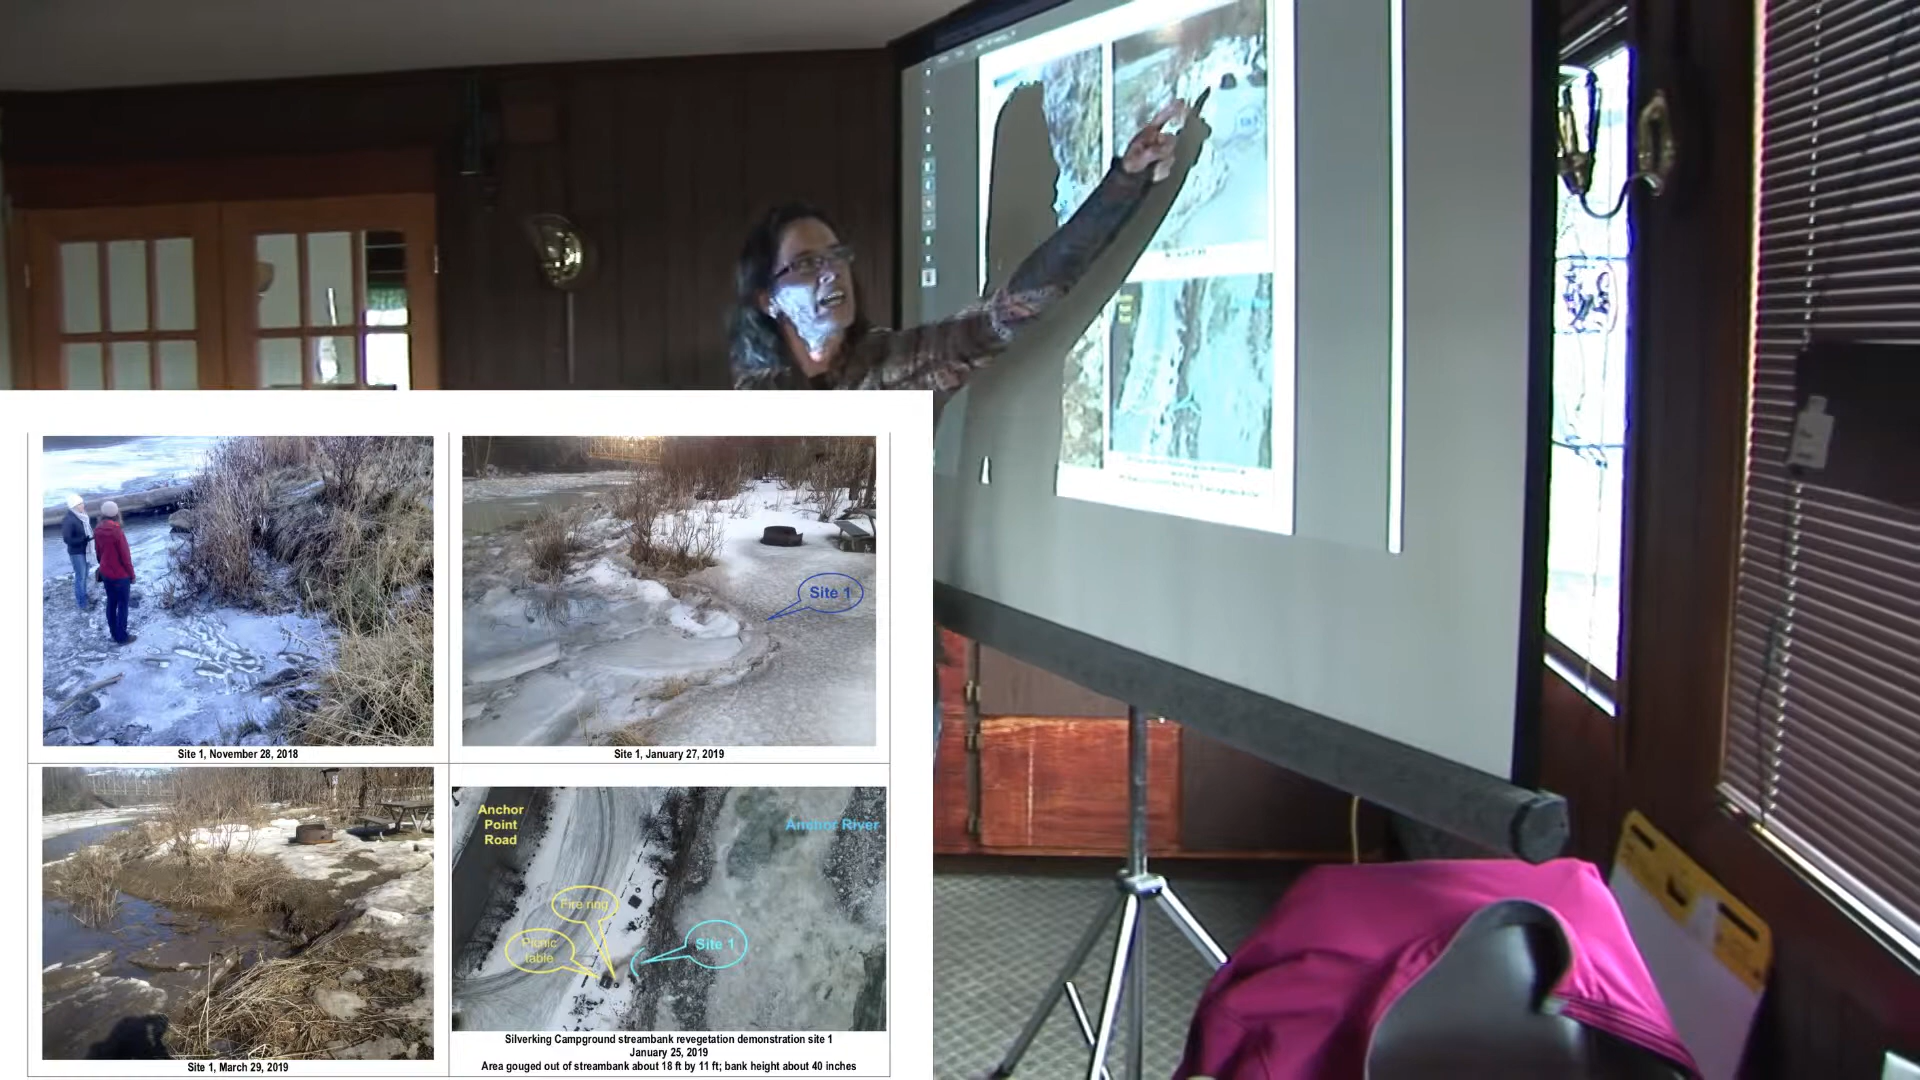 Site 1
Site 1, November 28, 2018
Site 1, January 27, 2019
Anchor
Point
Road
Anchor River
Fire ring
Picnic
table
Site 1
Site 1, March 29, 2019
Silverking Campground streambank revegetation demonstration site 1
January 25, 2019
Area gouged out of streambank about 18 ft by 11 ft; bank height about 40 inches